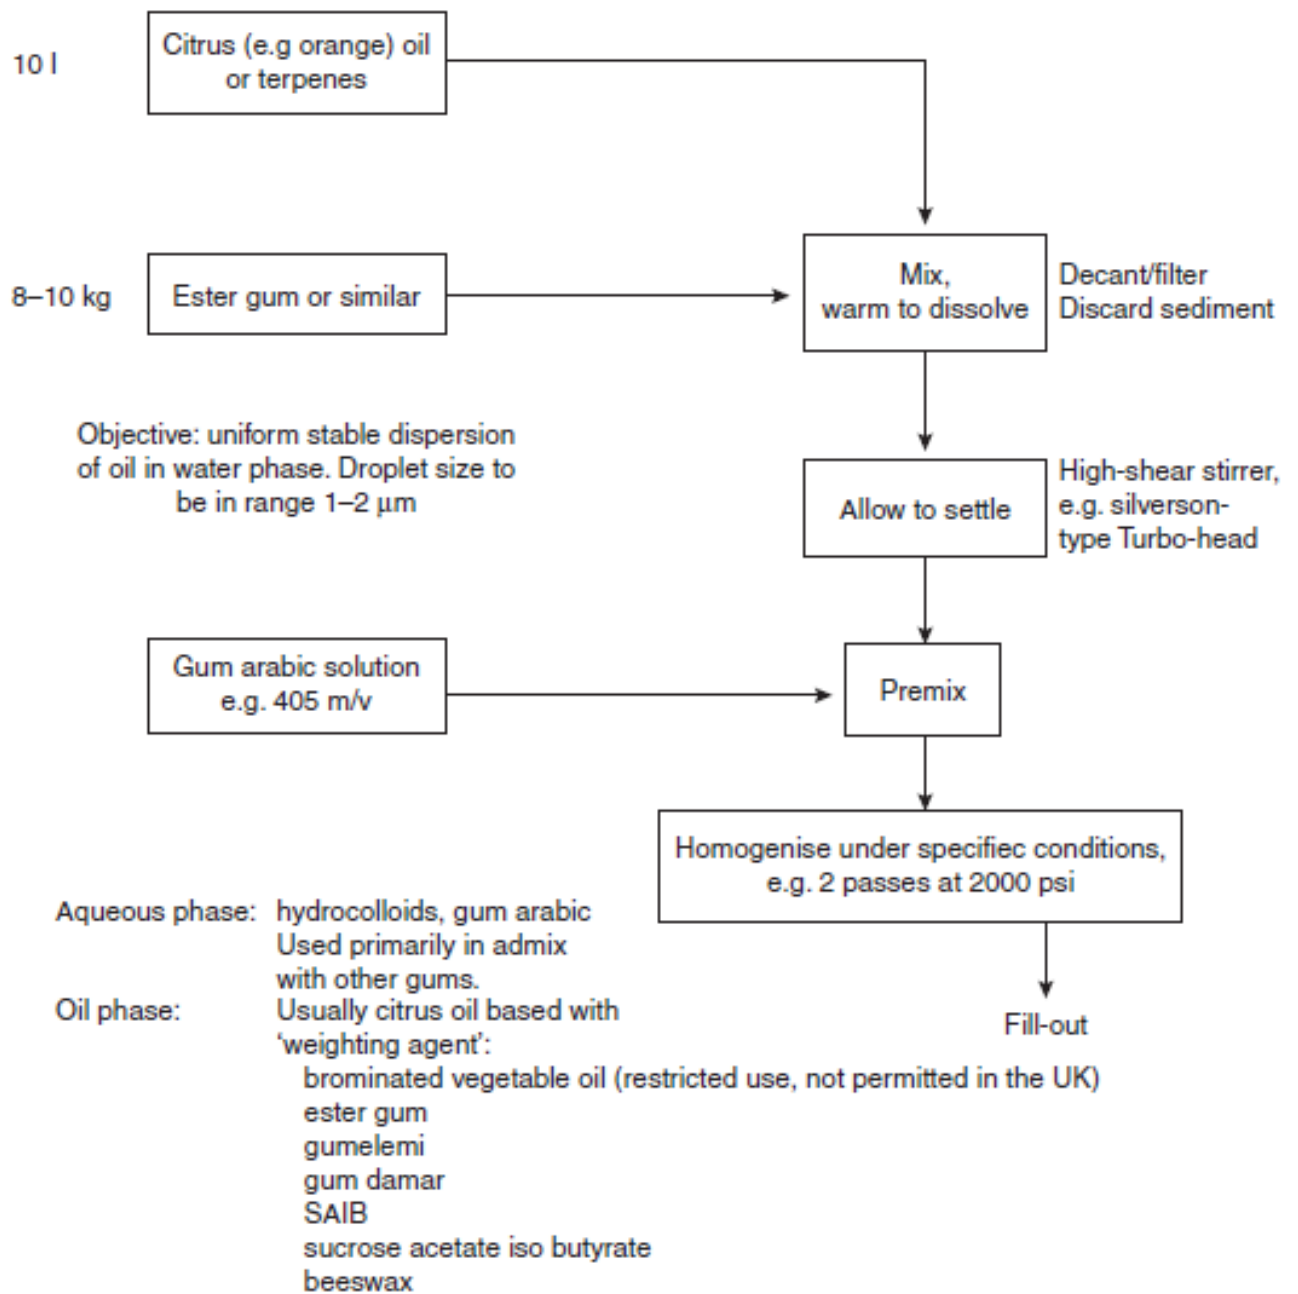 10 l
Citrus (e.g orange) oil
or terpenes
8–10 kg
Ester gum or similar
Mix,
warm to dissolve
Decant/filter
Discard sediment
Objective: uniform stable dispersion
of oil in water phase. Droplet size to
be in range 1–2 μm
Allow to settle
High-shear stirrer,
e.g. silverson-
type Turbo-head
Gum arabic solution
e.g. 405 m/v
Premix
Homogenise under specifiec conditions,
e.g. 2 passes at 2000 psi
Fill-out
Aqueous phase: hydrocolloids, gum arabic
Used primarily in admix
with other gums.
Oil phase: Usually citrus oil based with
‘weighting agent’:
brominated vegetable oil (restricted use, not permitted in the UK)
ester gum
gumelemi
gum damar
SAIB
sucrose acetate iso butyrate
beeswax